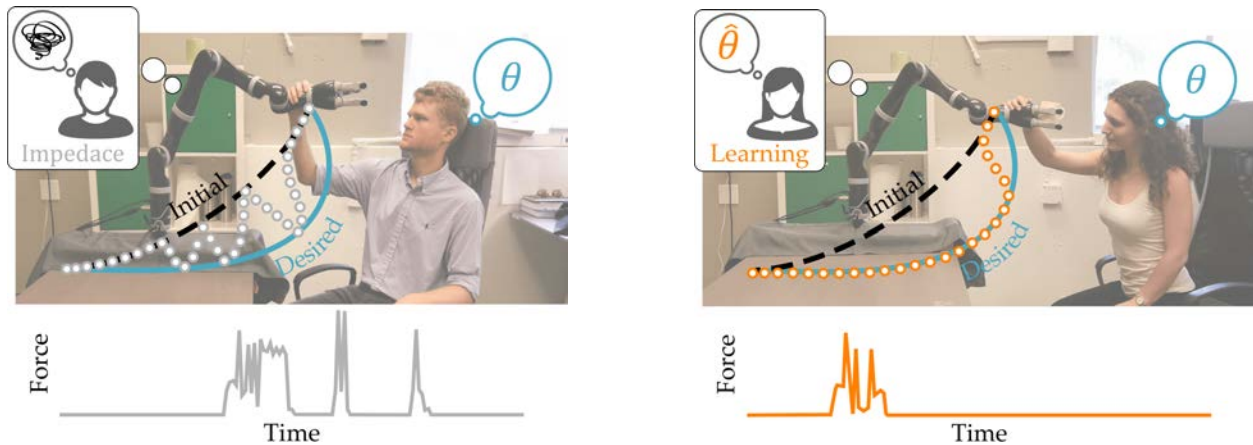 θ
Impedace
Initial
Desired
Force
Time
θ̂
θ
Learning
Initial
Desired
Force
Time